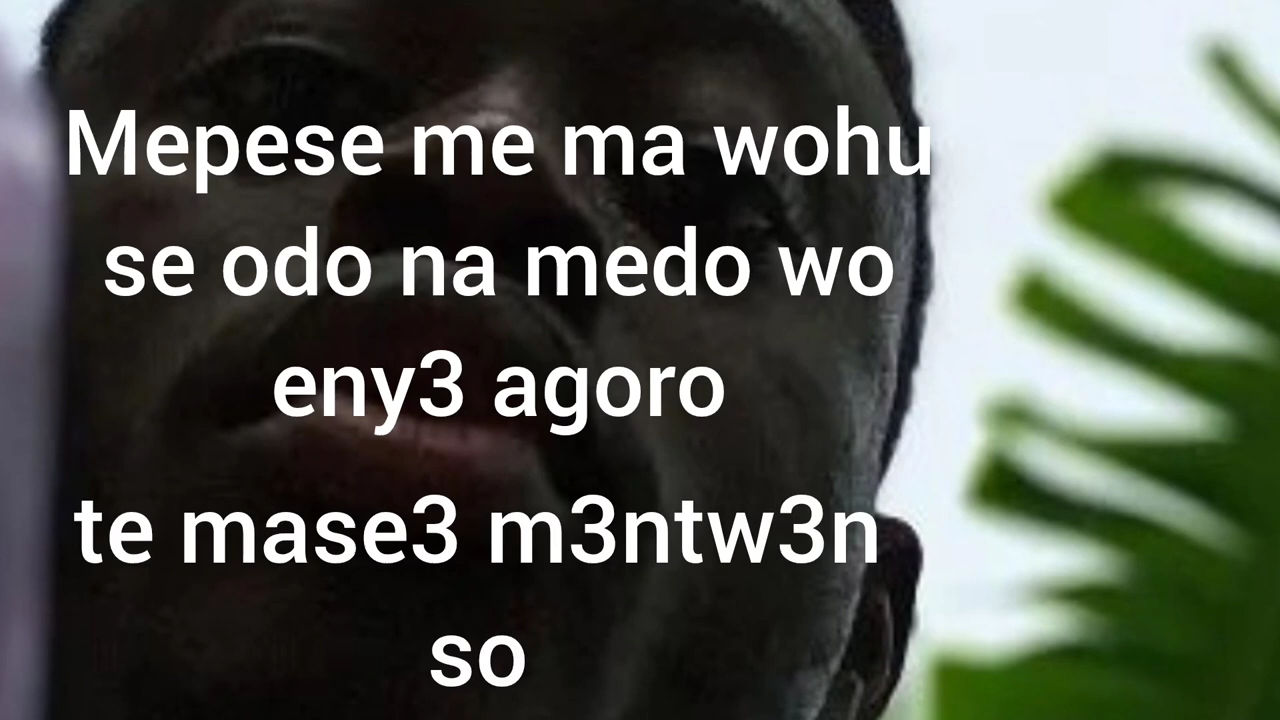 Mepese me ma wohu
se odo na medo wo
eny3 agoro
te mase3 m3ntw3n
so